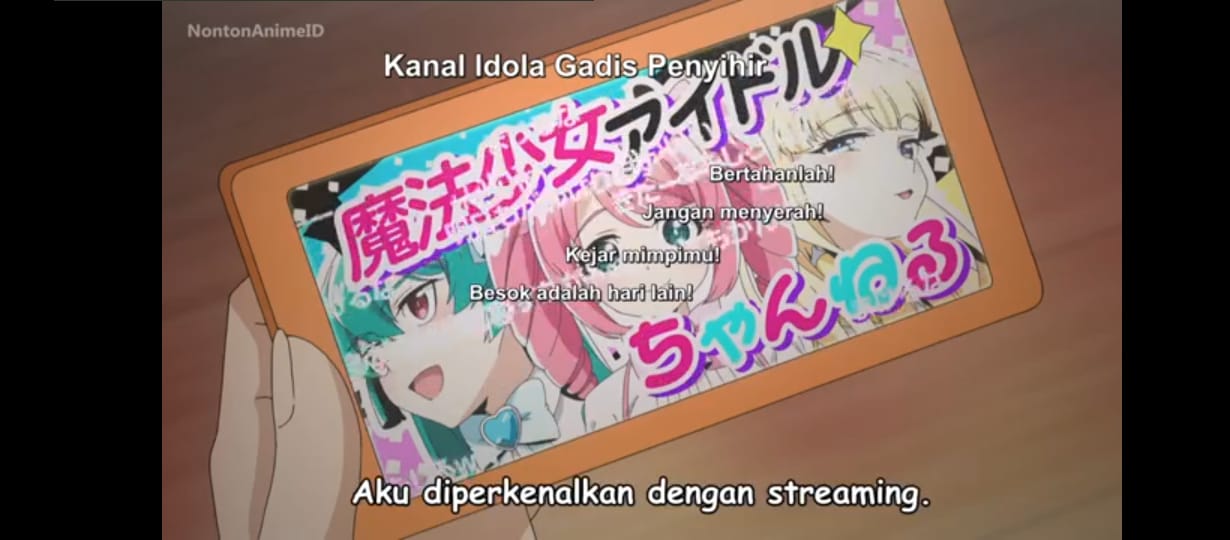 NontonAnimeID
Kanal Idola Gadis Penyihir
魔法少女アイドル
Bertahanlah!
Jangan menyerah!
Kejar mimpimu!
Besok adalah hari lain!
ちゃんねる
Aku diperkenalkan dengan streaming.